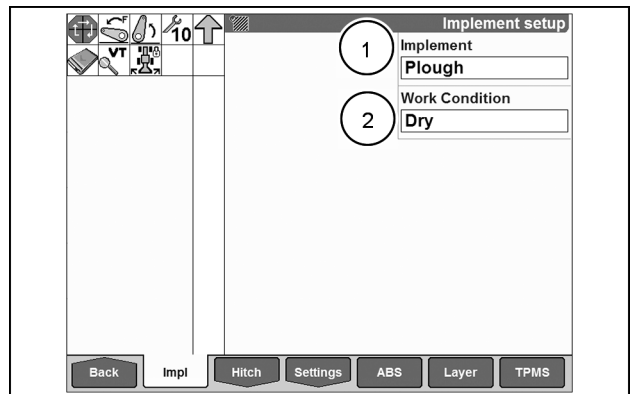 F
10
VT
Implement setup
1
Implement
Plough
2
Work Condition
Dry
Back Impl Hitch Settings ABS Layer TPMS